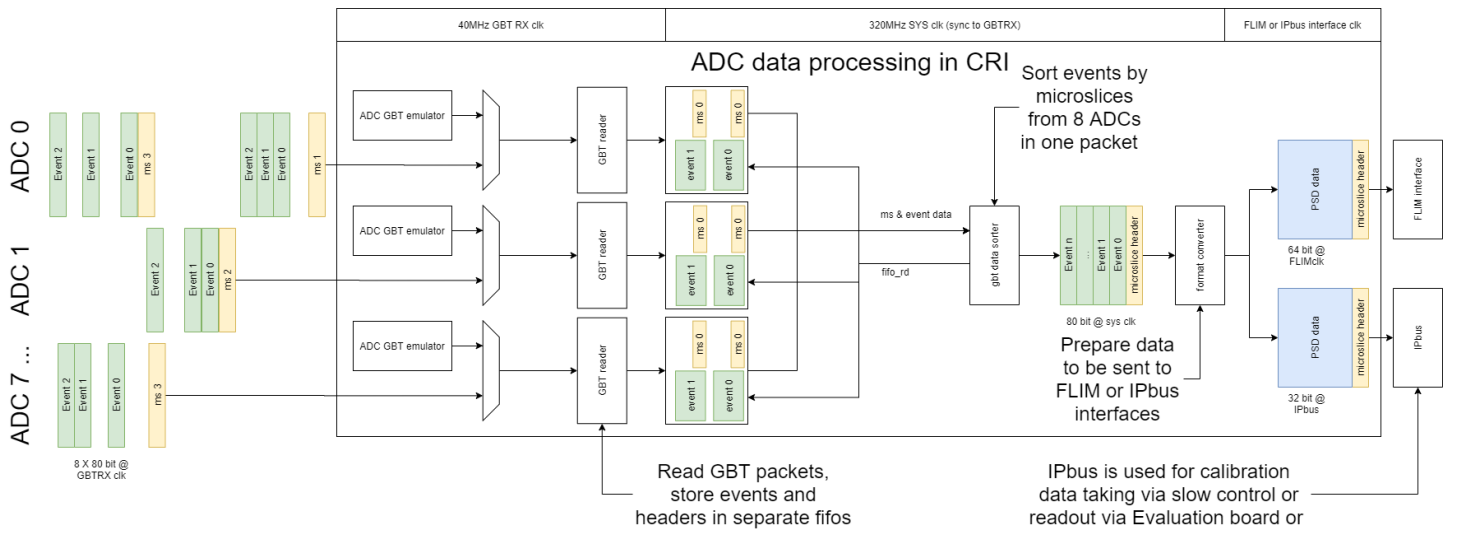 40MHz GBT RX clk
320MHz SYS clk (sync to GBTRX)
FLIM or IPbus interface clk
ADC data processing in CRI
Sort events by
microslices
from 8 ADCs
in one packet
ADC 0
Event 2
Event 1
Event 0
ms 3
Event 2
Event 1
Event 0
ms 1
ADC GBT emulator
GBT reader
ms 0
ms 0
event 1
event 0
ADC 1
Event 2
Event 1
Event 0
ms 2
ADC GBT emulator
GBT reader
ms 0
ms 0
event 1
event 0
ADC 7 ...
Event 2
Event 1
Event 0
ms 3
8 X 80 bit @
GBTRX clk
ADC GBT emulator
GBT reader
ms 0
ms 0
event 1
event 0
ms & event data
fifo_rd
gbt data sorter
Event n
...
Event 1
Event 0
microslice header
80 bit @ sys clk
format converter
Prepare data
to be sent to
FLIM or IPbus
interfaces
PSD data
microslice header
64 bit @
FLIMclk
FLIM interface
PSD data
microslice header
32 bit @
IPbus
IPbus
Read GBT packets,
store events and
headers in separate fifos
IPbus is used for calibration
data taking via slow control or
readout via Evaluation board or